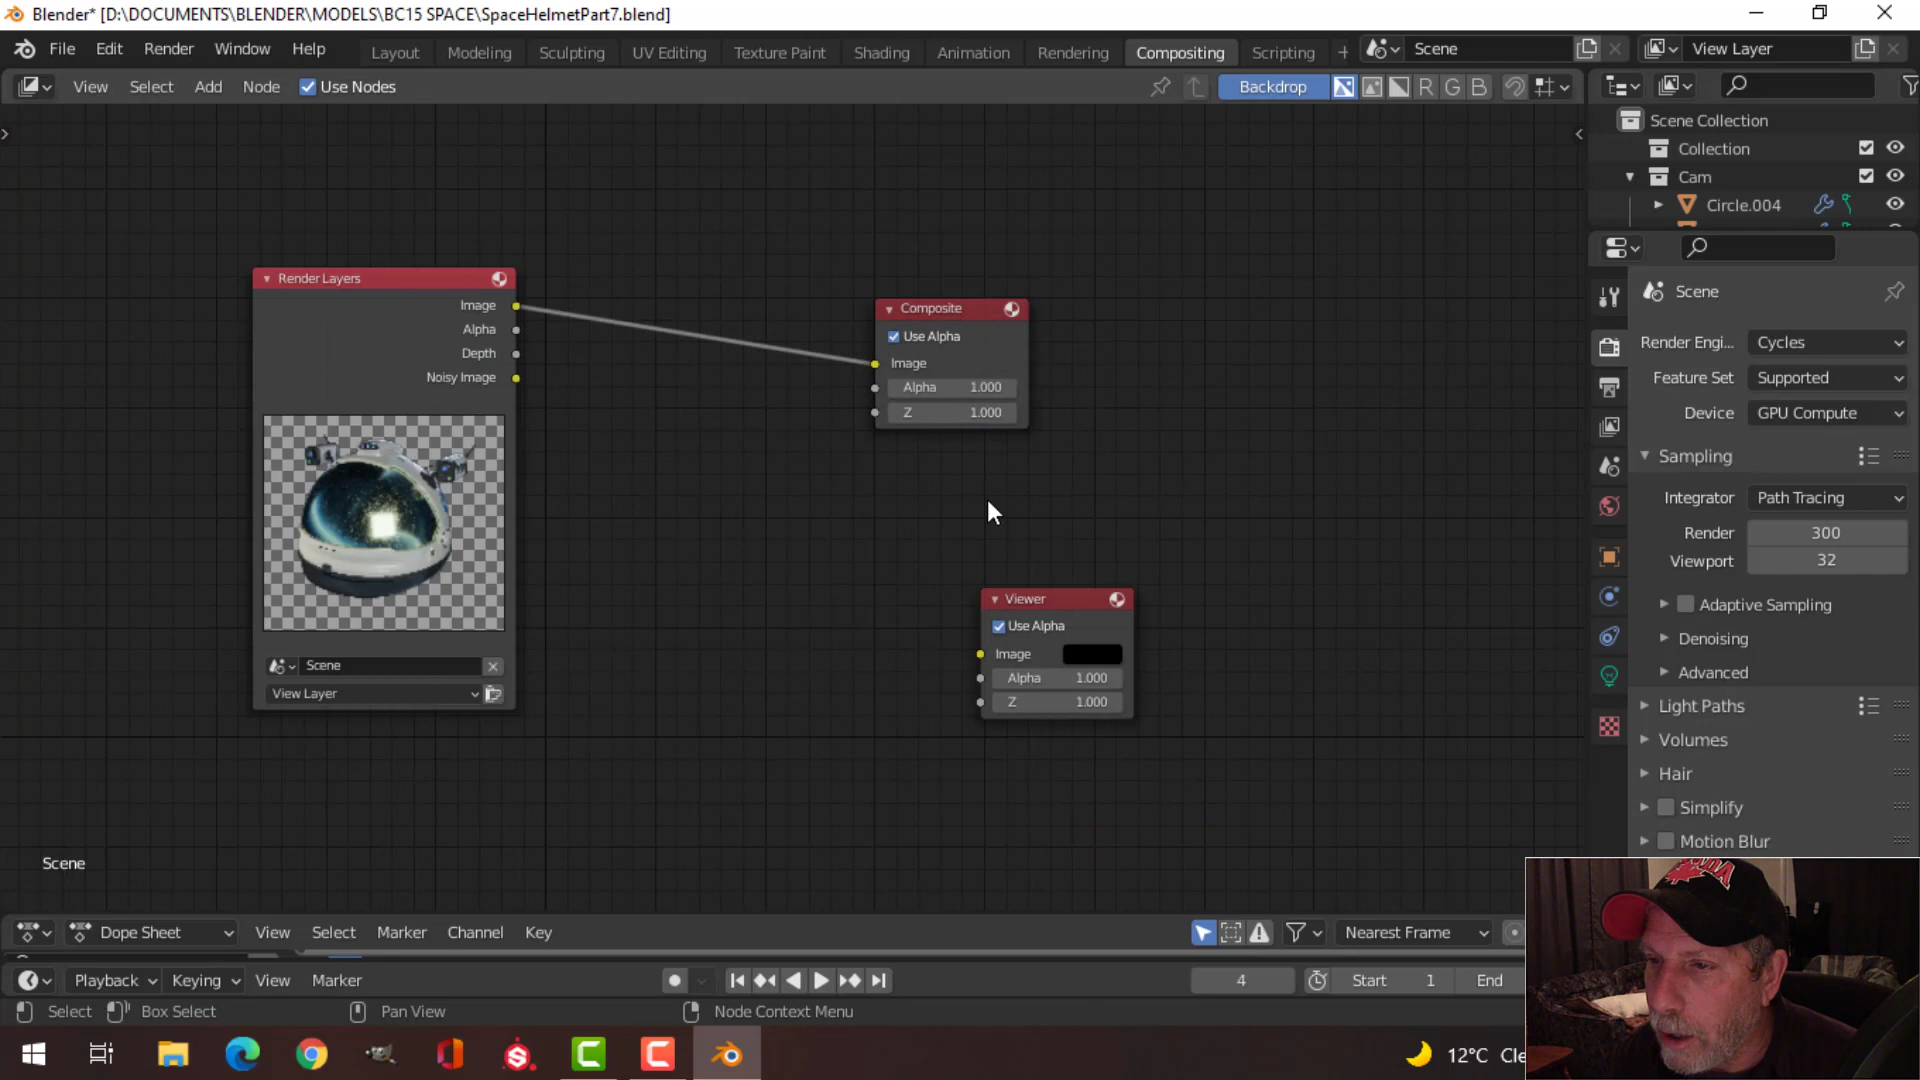 Blender* [D:\DOCUMENTS\BLENDER\MODELS\BC15 SPACE\SpaceHelmetPart7.blend]
File Edit Render Window Help Layout Modeling Sculpting UV Editing Texture Paint Shading Animation Rendering Compositing Scripting + Scene View Layer
View Select Add Node Use Nodes Backdrop R G B
Scene Collection
Collection
Cam
Circle.004
Render Layers
Image
Alpha
Depth
Noisy Image
Scene
View Layer
Composite
Use Alpha
Image
Alpha 1.000
Z 1.000
Viewer
Use Alpha
Image
Alpha 1.000
Z 1.000
Scene
Scene
Render Engi... Cycles
Feature Set Supported
Device GPU Compute
Sampling
Integrator Path Tracing
Render 300
Viewport 32
Adaptive Sampling
Denoising
Advanced
Light Paths
Volumes
Hair
Simplify
Motion Blur
Dope Sheet View Select Marker Channel Key Nearest Frame
Playback Keying View Marker 4 Start 1 End
Select Box Select Pan View Node Context Menu
12°C Cle